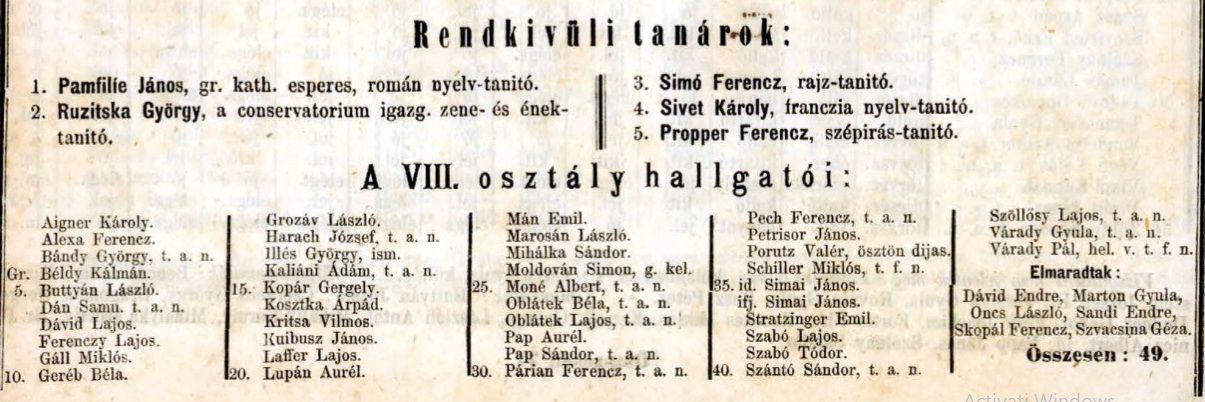 Rendkivüli tanárok:
1. Pamfilie János, gr. kath. esperes, román nyelv-tanitó.
2. Ruzitska György, a conservatorium igazg. zene- és ének-
tanitó.
3. Simó Ferencz, rajz-tanitó.
4. Sivet Károly, franczia nyelv-tanitó.
5. Propper Ferencz, szépirás-tanitó.
A VIII. osztály hallgatói:
Aigner Károly.
Alexa Ferencz.
Bándy György, t. a. n.
Gr. Béldy Kálmán.
5. Buttyán László.
Dán Samu. t. a. n.
Dávid Lajos.
Ferenczy Lajos.
Gáll Miklós.
10. Geréb Béla.
Grozáv László.
Harach József, t. a. n.
Illés György, ism.
Kaliáni Ádám, t. a. n.
15. Kopár Gergely.
Kosztka Árpád.
Kritsa Vilmos.
Kuibusz János.
Laffer Lajos.
20. Lupán Aurél.
Mán Emil.
Marosán László.
Mihálka Sándor.
Moldován Simon, g. kel.
25. Moné Albert, t. a. n.
Oblátek Béla, t. a. n.
Oblátek Lajos, t. a. n.
Pap Aurél.
Pap Sándor, t. a. n.
30. Párian Ferencz, t. a. n.
Pech Ferencz, t. a. n.
Petrisor János.
Porutz Valér, ösztön dijas.
Schiller Miklós, t. f. n.
35. id. Simai János.
ifj. Simai János.
Stratzinger Emil.
Szabó Lajos.
Szabó Tódor.
40. Szántó Sándor, t. a. n.
Szöllősy Lajos, t. a. n.
Várady Gyula, t. a. n.
Várady Pál, hel. v. t. f. n.
Elmaradtak :
Dávid Endre, Marton Gyula,
Oncs László, Sandi Endre,
Skopál Ferencz, Szvacsina Géza.
Összesen : 49.
Activati Windows